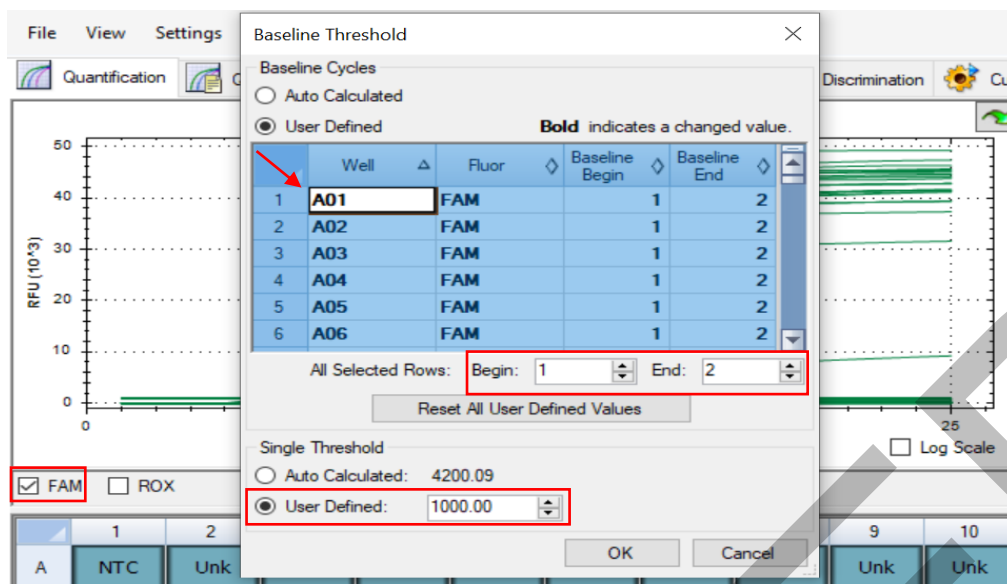 File View Settings
Baseline Threshold
Quantification
Discrimination
Baseline Cycles
Auto Calculated
User Defined
Bold indicates a changed value.
Well Fluor Baseline Begin Baseline End
1 A01 FAM 1 2
2 A02 FAM 1 2
3 A03 FAM 1 2
4 A04 FAM 1 2
5 A05 FAM 1 2
6 A06 FAM 1 2
All Selected Rows: Begin: 1 End: 2
Reset All User Defined Values
Single Threshold
Auto Calculated: 4200.09
User Defined: 1000.00
OK Cancel
RFU (10^3)
50
40
30
20
10
0
0
25
Log Scale
FAM ROX
1 2 9 10
A NTC Unk Unk Unk